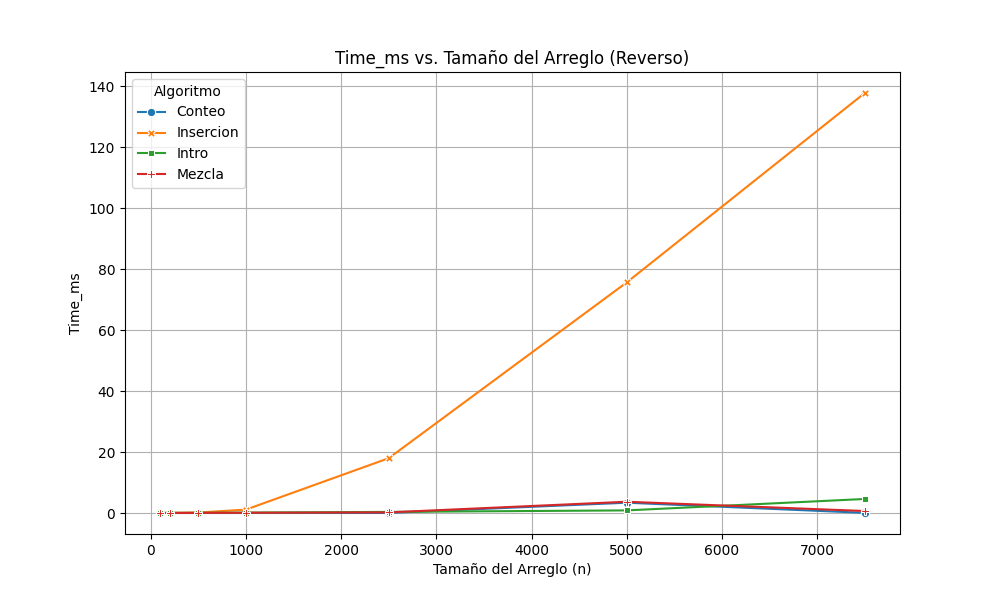 Time_ms vs. Tamaño del Arreglo (Reverso)
Algoritmo
Conteo
Insercion
Intro
Mezcla
Time_ms
140
120
100
80
60
40
20
0
0 1000 2000 3000 4000 5000 6000 7000
Tamaño del Arreglo (n)